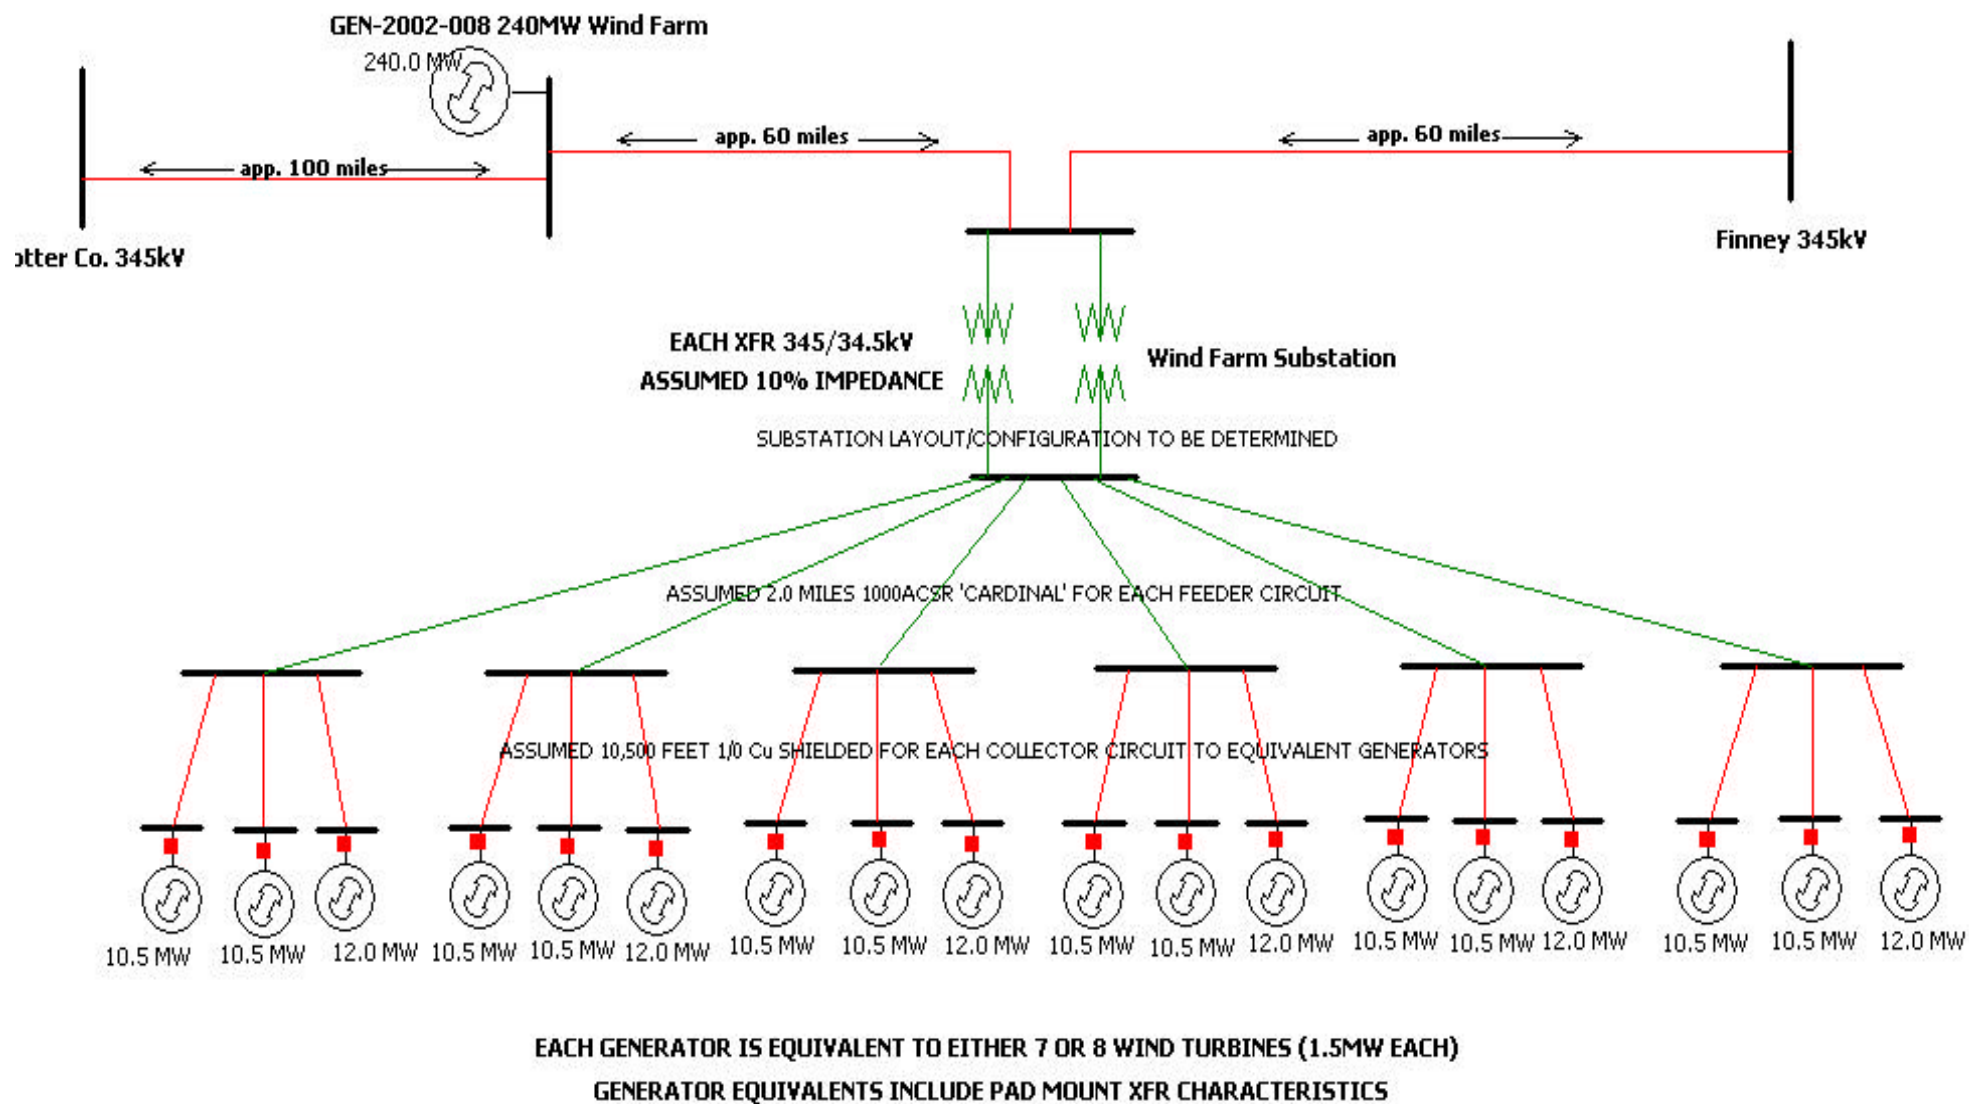 GEN-2002-008 240MW Wind Farm
240.0 MW
app. 60 miles
app. 60 miles
app. 100 miles
otter Co. 345kV
Finney 345kV
EACH XFR 345/34.5kV
ASSUMED 10% IMPEDANCE
Wind Farm Substation
SUBSTATION LAYOUT/CONFIGURATION TO BE DETERMINED
ASSUMED 2.0 MILES 1000ACSR 'CARDINAL' FOR EACH FEEDER CIRCUIT
ASSUMED 10,500 FEET 1/0 Cu SHIELDED FOR EACH COLLECTOR CIRCUIT TO EQUIVALENT GENERATORS
10.5 MW 10.5 MW 12.0 MW 10.5 MW 10.5 MW 12.0 MW 10.5 MW 10.5 MW 12.0 MW 10.5 MW 10.5 MW 12.0 MW 10.5 MW 10.5 MW 12.0 MW 10.5 MW 10.5 MW 12.0 MW
EACH GENERATOR IS EQUIVALENT TO EITHER 7 OR 8 WIND TURBINES (1.5MW EACH)
GENERATOR EQUIVALENTS INCLUDE PAD MOUNT XFR CHARACTERISTICS